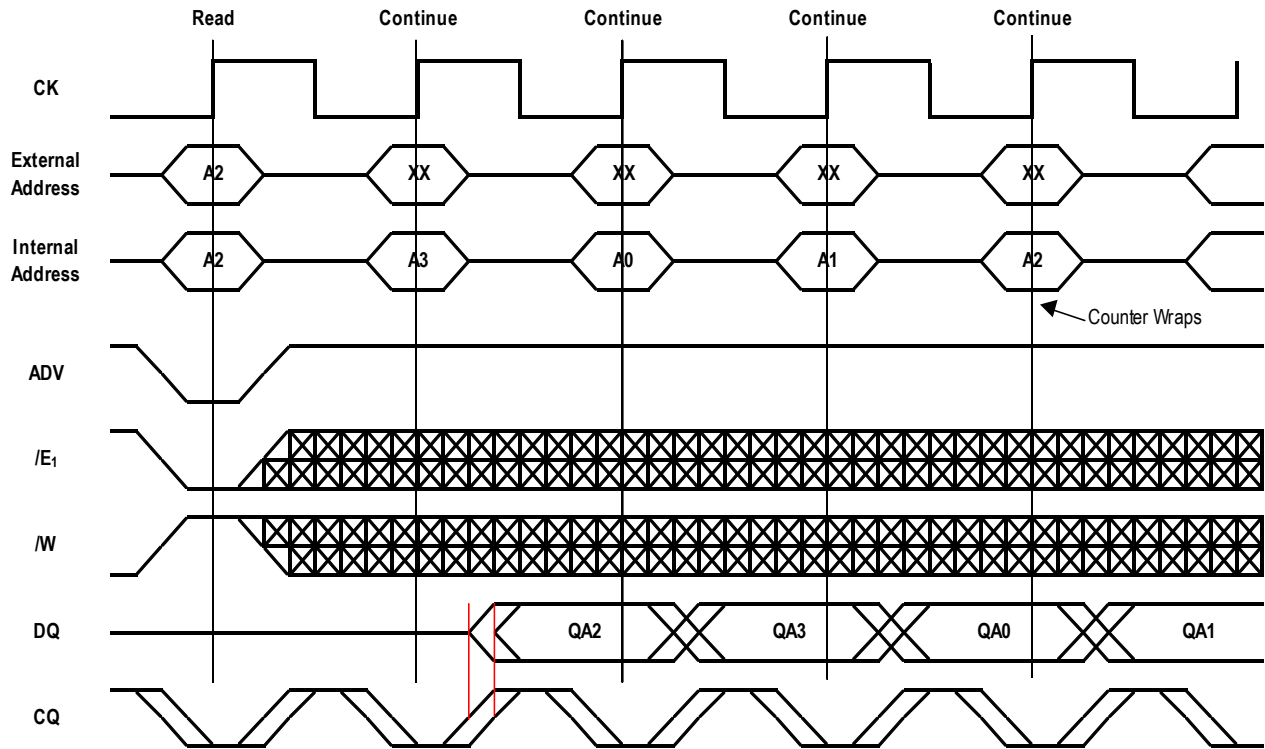 Read Continue Continue Continue Continue
CK
External
Address
A2 XX XX XX XX
Internal
Address
A2 A3 A0 A1 A2
Counter Wraps
ADV
/E₁
/W
DQ QA2 QA3 QA0 QA1
CQ